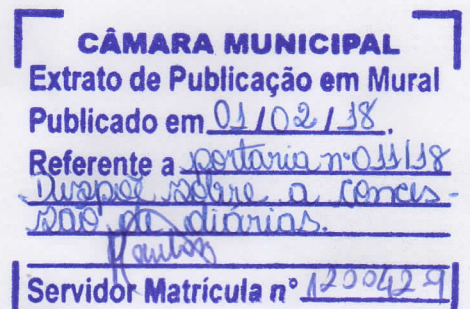 CÂMARA MUNICIPAL
Extrato de Publicação em Mural
Publicado em 01/02/18.
Referente a portaria nº 011/18
Dispõe sobre a conces-
são de diárias.
Servidor Matrícula nº 1200429